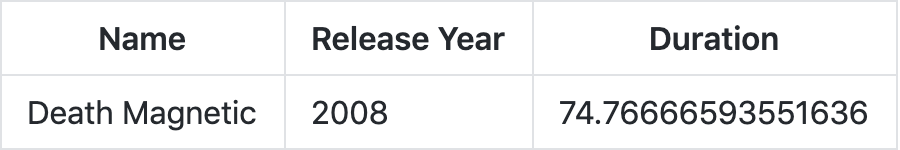 Name Release Year Duration
Death Magnetic 2008 74.76666593551636